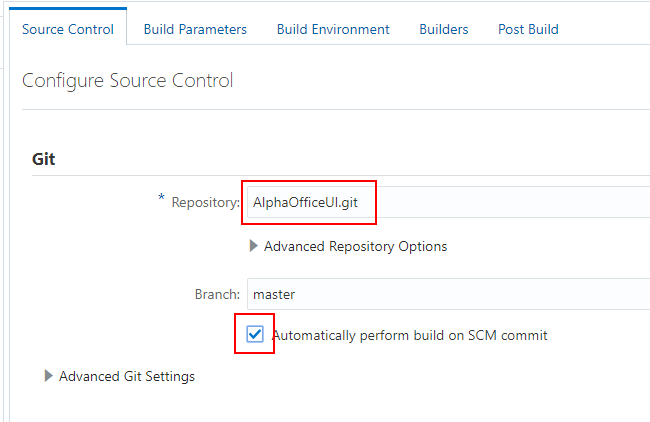 Source Control Build Parameters Build Environment Builders Post Build
Configure Source Control
Git
* Repository: AlphaOfficeUI.git
Advanced Repository Options
Branch: master
Automatically perform build on SCM commit
Advanced Git Settings